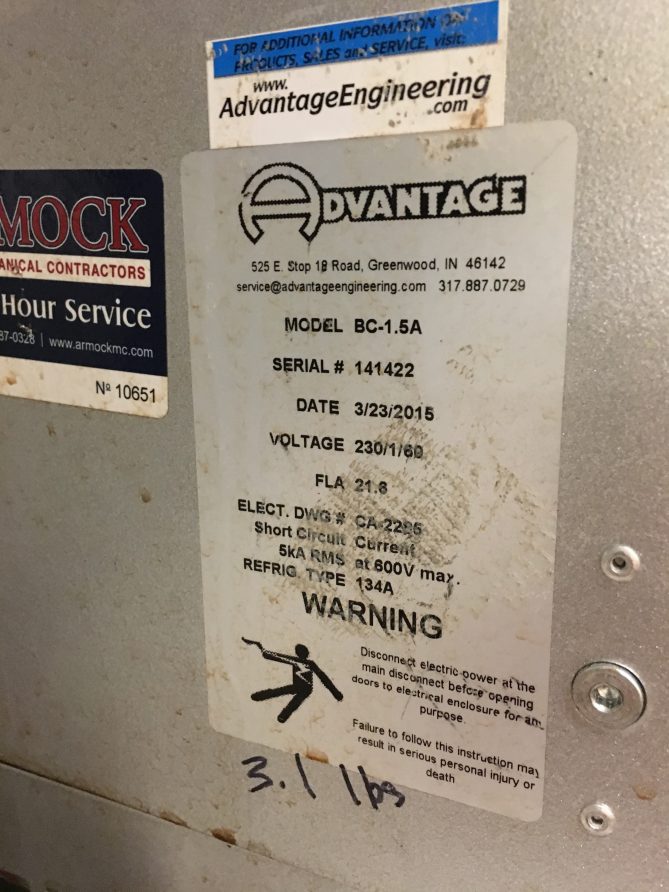 FOR ADDITIONAL INFORMATION ON
PRODUCTS, SALES and SERVICE, visit:
www.
AdvantageEngineering
.com
ADVANTAGE
525 E. Stop 18 Road, Greenwood, IN 46142
service@advantageengineering.com 317.887.0729
MODEL BC-1.5A
SERIAL # 141422
DATE 3/23/2015
VOLTAGE 230/1/60
FLA 21.6
ELECT. DWG # CA-2295
Short Circuit Current
5kA RMS at 600V max.
REFRIG. TYPE 134A
WARNING
Disconnect electric power at the
main disconnect before opening
doors to electrical enclosure for any
purpose.
Failure to follow this instruction may
result in serious personal injury or
death
3.1 lbs
MOCK
ANICAL CONTRACTORS
Hour Service
87-0328 | www.armockmc.com
Nº 10651